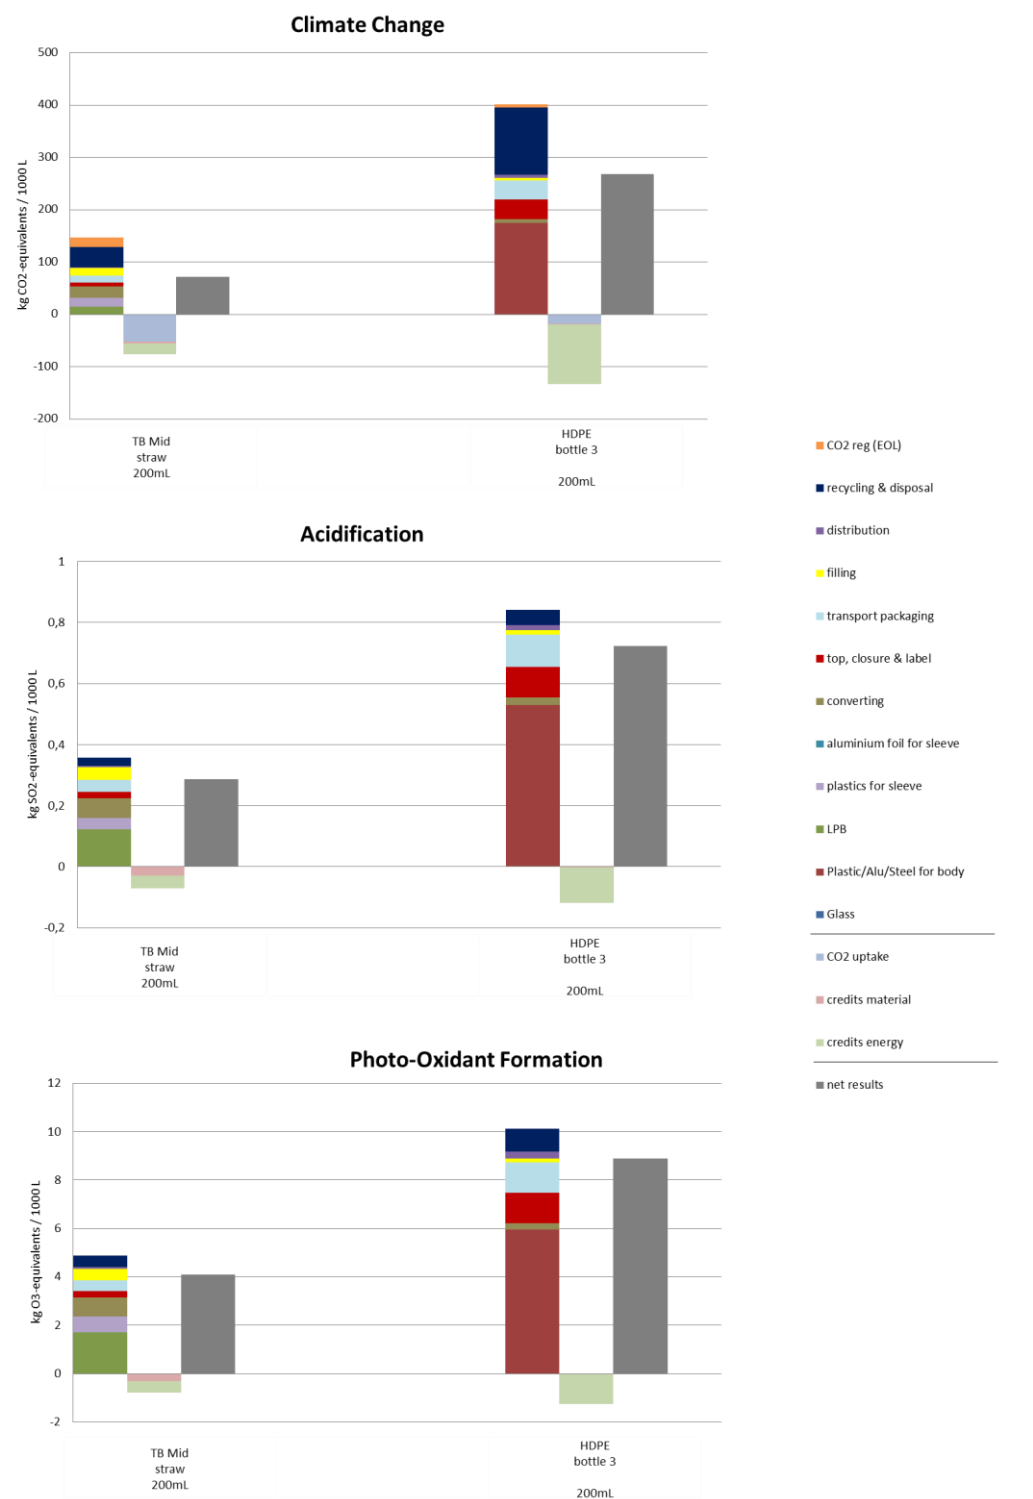 Climate Change
500
400
300
200
100
0
-100
-200
kg CO2-equivalents / 1000 L
TB Mid
straw
200mL
HDPE
bottle 3
200mL
CO2 reg (EOL)
recycling & disposal
distribution
filling
transport packaging
top, closure & label
converting
aluminium foil for sleeve
plastics for sleeve
LPB
Plastic/Alu/Steel for body
Glass
CO2 uptake
credits material
credits energy
net results
Acidification
1
0,8
0,6
0,4
0,2
0
-0,2
kg SO2-equivalents / 1000 L
TB Mid
straw
200mL
HDPE
bottle 3
200mL
Photo-Oxidant Formation
12
10
8
6
4
2
0
-2
kg O3-equivalents / 1000 L
TB Mid
straw
200mL
HDPE
bottle 3
200mL